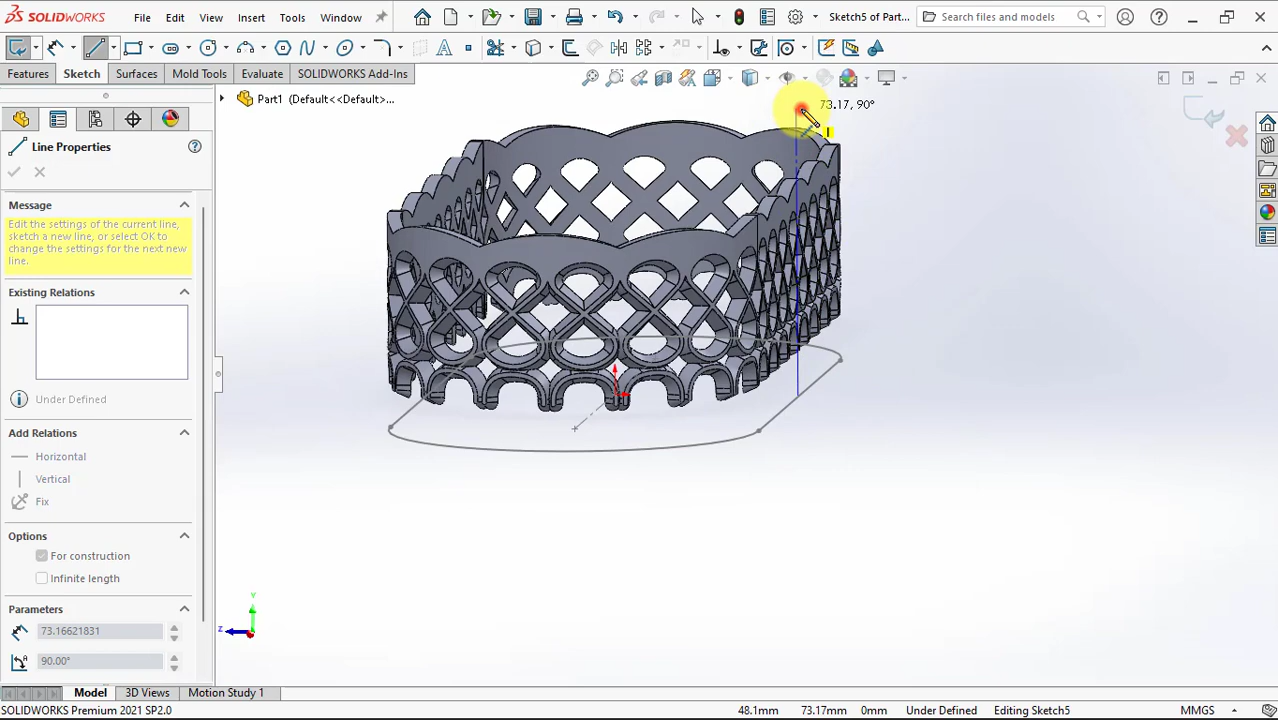 SOLIDWORKS File Edit View Insert Tools Window Sketch5 of Part... Search files and models
Features Sketch Surfaces Mold Tools Evaluate SOLIDWORKS Add-Ins
Part1 (Default<<Default>...
73.17, 90°
Line Properties
Message
Edit the settings of the current line, sketch a new line, or select OK to change the settings for the next new line.
Existing Relations
Under Defined
Add Relations
Horizontal
Vertical
Fix
Options
For construction
Infinite length
Parameters
73.16621831
90.00°
Y
Z
Model 3D Views Motion Study 1
SOLIDWORKS Premium 2021 SP2.0 48.1mm 73.17mm 0mm Under Defined Editing Sketch5 MMGS